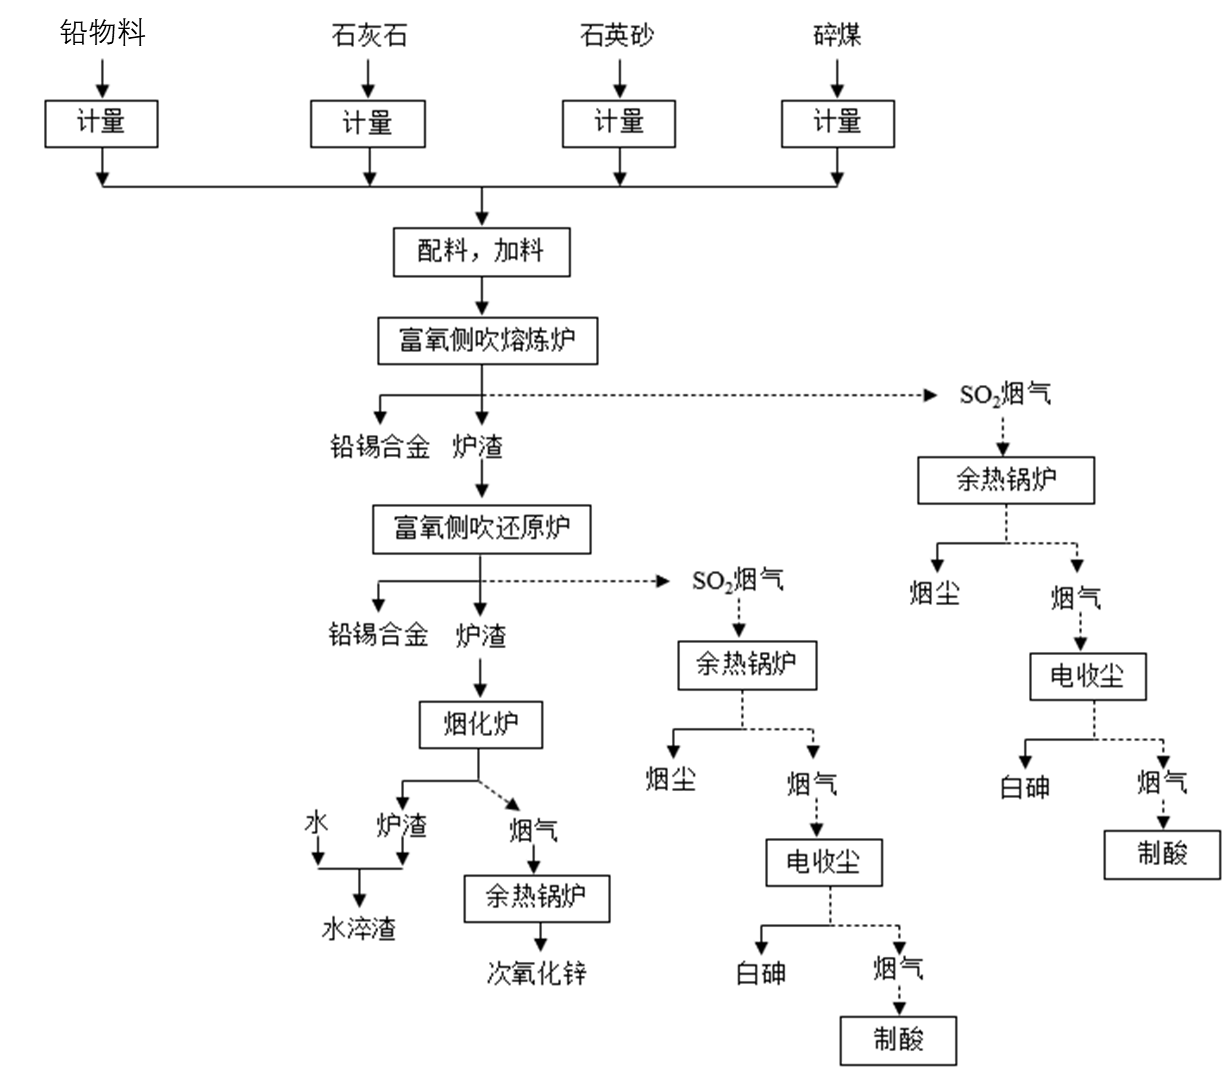 铅物料
石灰石
石英砂
碎煤
计量
计量
计量
计量
配料，加料
富氧侧吹熔炼炉
SO₂烟气
铅锡合金
炉渣
余热锅炉
富氧侧吹还原炉
SO₂烟气
烟尘
烟气
铅锡合金
炉渣
余热锅炉
电收尘
烟化炉
烟尘
烟气
白砷
烟气
水
炉渣
烟气
电收尘
制酸
余热锅炉
水淬渣
次氧化锌
白砷
烟气
制酸